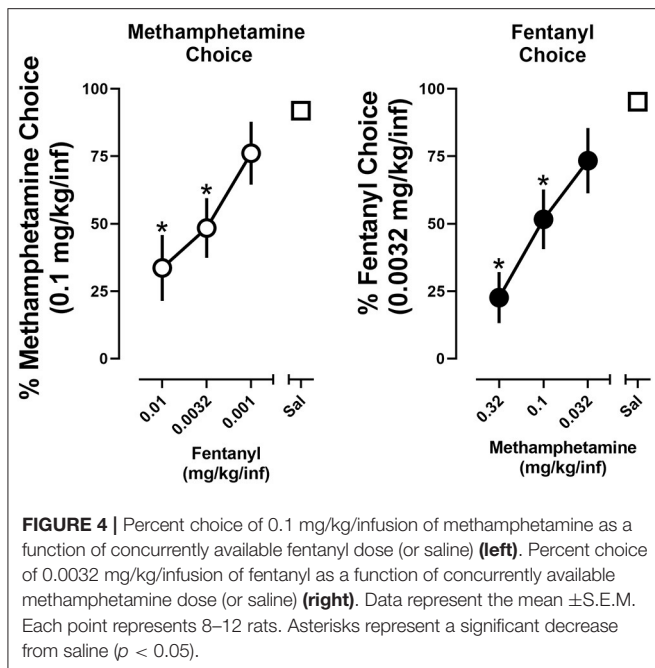 Methamphetamine
Choice
% Methamphetamine Choice
(0.1 mg/kg/inf)
100
75
50
25
0
*
*
0.01
0.0032
0.001
Sal
Fentanyl
(mg/kg/inf)
Fentanyl
Choice
% Fentanyl Choice
(0.0032 mg/kg/inf)
100
75
50
25
0
*
*
0.32
0.1
0.032
Sal
Methamphetamine
(mg/kg/inf)
FIGURE 4 | Percent choice of 0.1 mg/kg/infusion of methamphetamine as a
function of concurrently available fentanyl dose (or saline) (left). Percent choice
of 0.0032 mg/kg/infusion of fentanyl as a function of concurrently available
methamphetamine dose (or saline) (right). Data represent the mean ±S.E.M.
Each point represents 8–12 rats. Asterisks represent a significant decrease
from saline (p < 0.05).